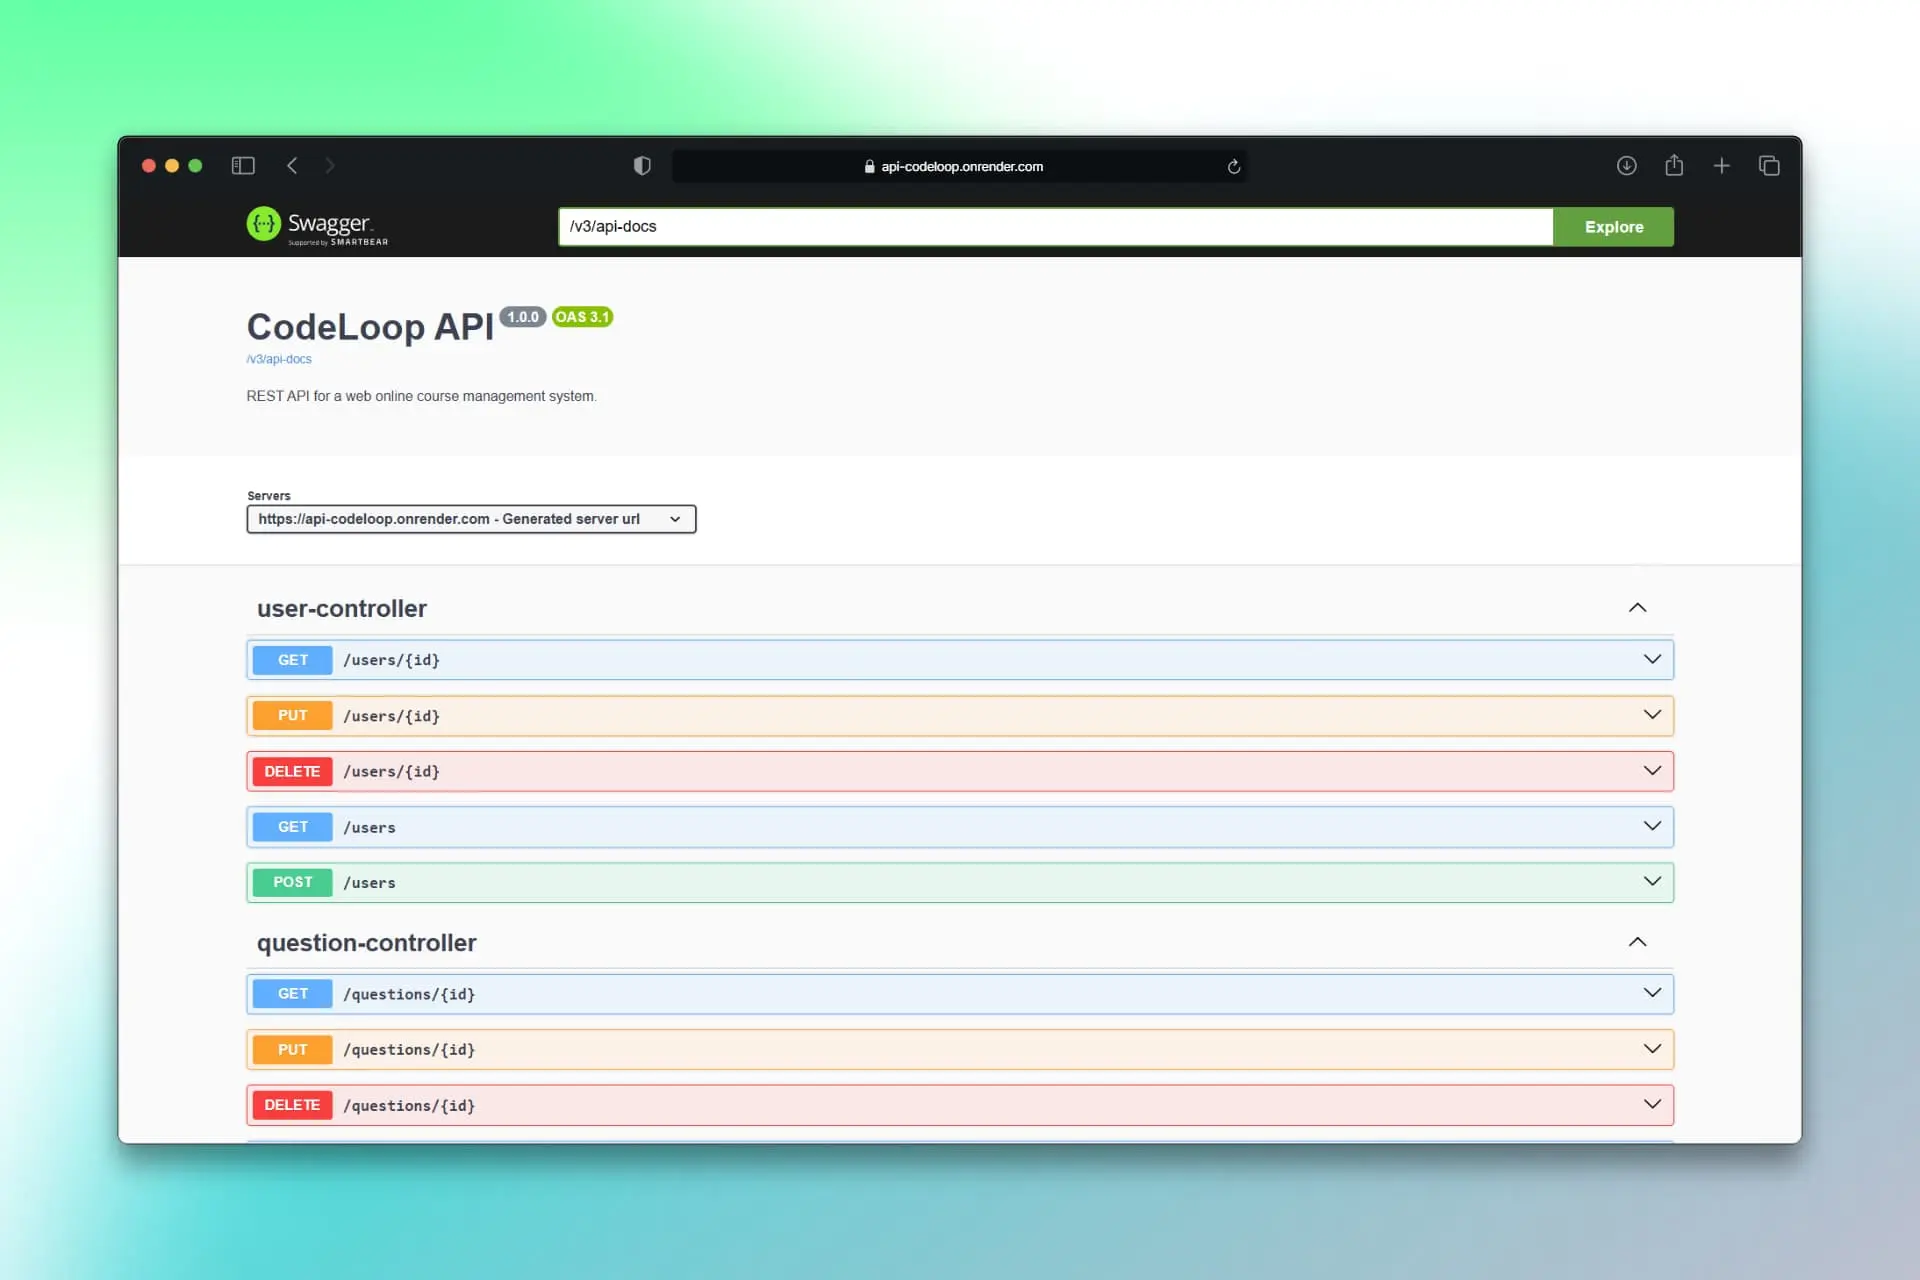 api-codeloop.onrender.com
{···} Swagger
Supported by SMARTBEAR
/v3/api-docs
Explore
CodeLoop API 1.0.0 OAS 3.1
/v3/api-docs
REST API for a web online course management system.
Servers
https://api-codeloop.onrender.com - Generated server url
user-controller
GET /users/{id}
PUT /users/{id}
DELETE /users/{id}
GET /users
POST /users
question-controller
GET /questions/{id}
PUT /questions/{id}
DELETE /questions/{id}